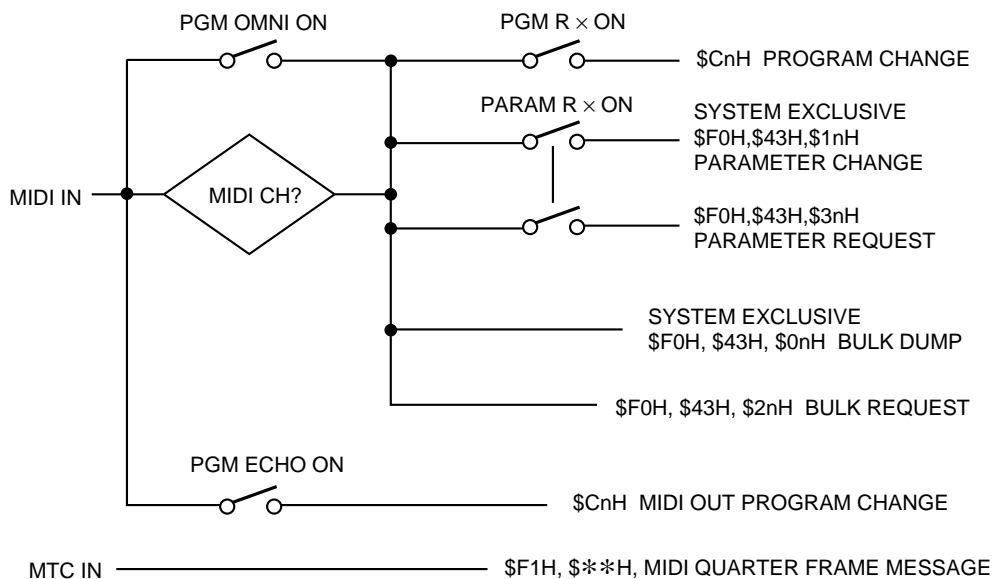 PGM OMNI ON
PGM R × ON
$CnH PROGRAM CHANGE
PARAM R × ON
SYSTEM EXCLUSIVE
$F0H,$43H,$1nH
PARAMETER CHANGE
MIDI IN
MIDI CH?
$F0H,$43H,$3nH
PARAMETER REQUEST
SYSTEM EXCLUSIVE
$F0H, $43H, $0nH BULK DUMP
$F0H, $43H, $2nH BULK REQUEST
PGM ECHO ON
$CnH MIDI OUT PROGRAM CHANGE
MTC IN
$F1H, $**H, MIDI QUARTER FRAME MESSAGE